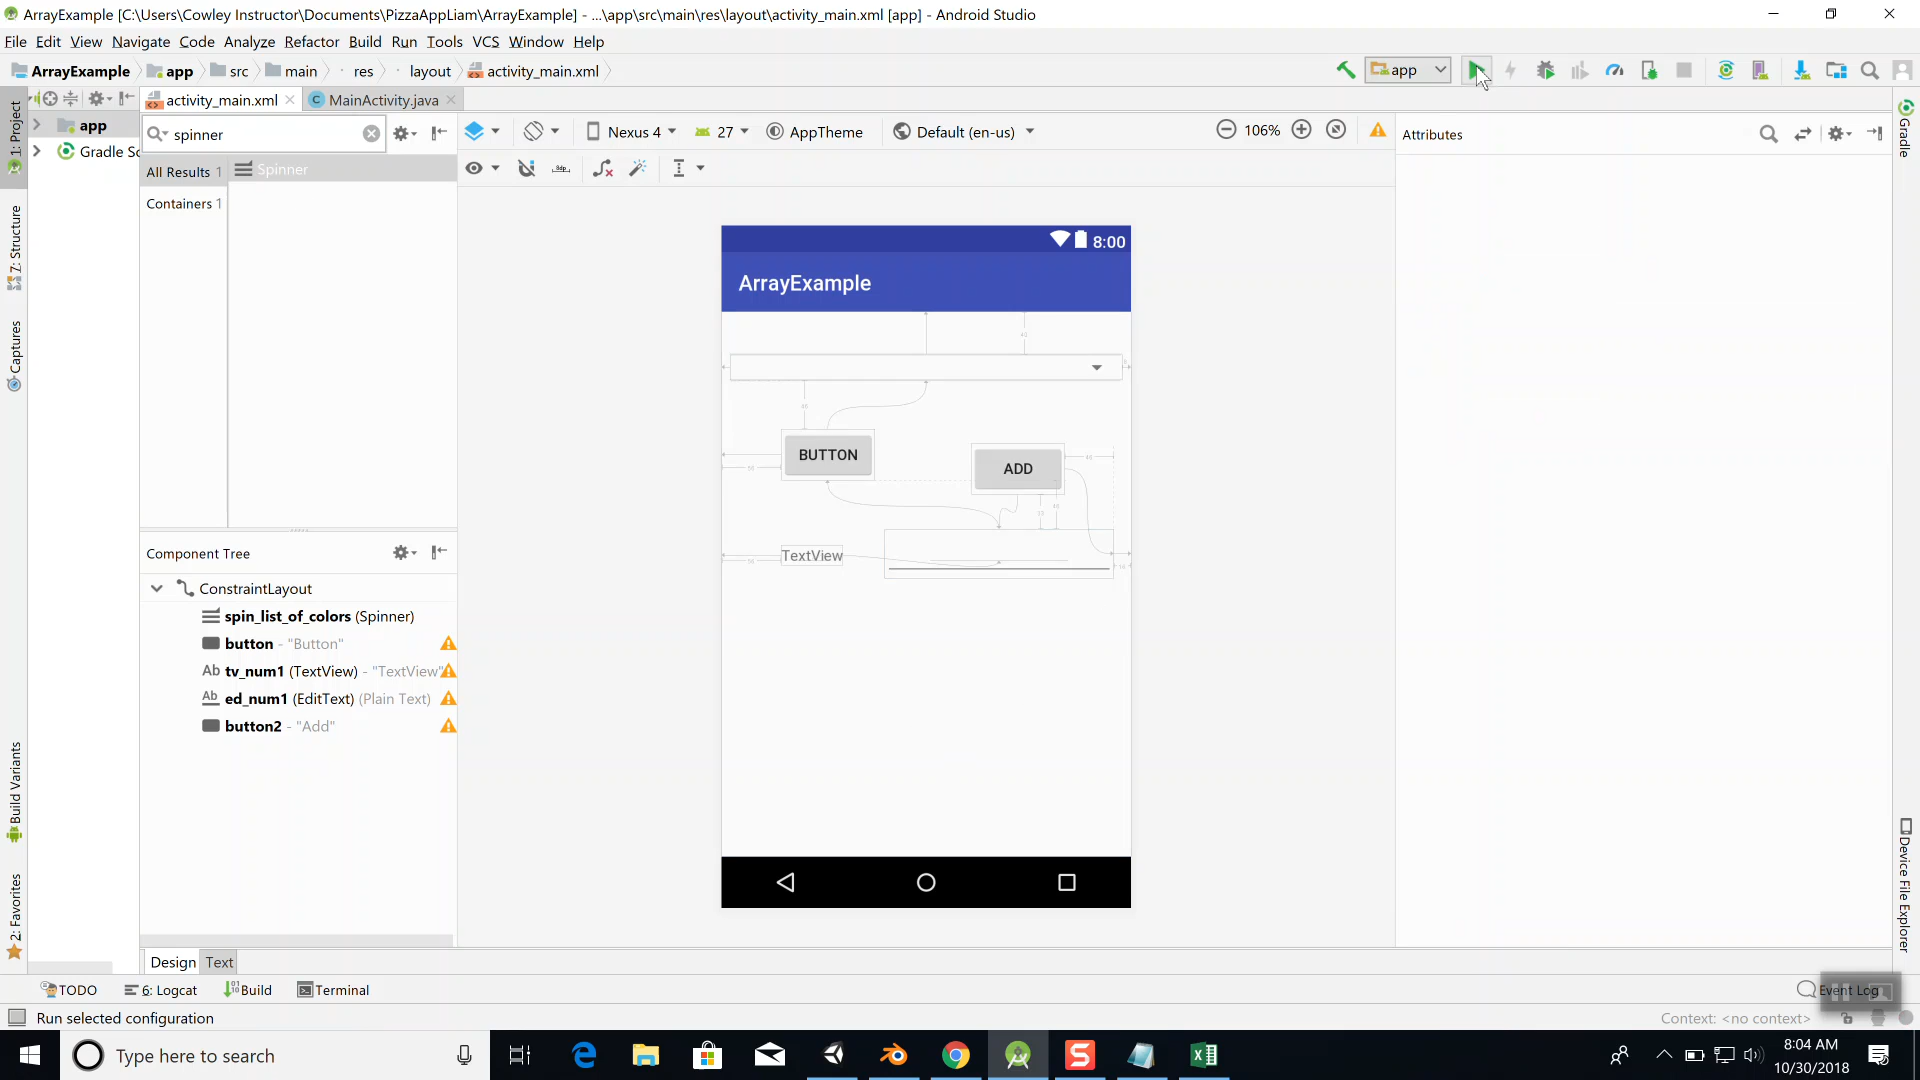 ArrayExample [C:\Users\Cowley Instructor\Documents\PizzaAppLiam\ArrayExample] - ...\app\src\main\res\layout\activity_main.xml [app] - Android Studio
File Edit View Navigate Code Analyze Refactor Build Run Tools VCS Window Help
ArrayExample app src main res layout activity_main.xml app
activity_main.xml MainActivity.java
1: Project
Z: Structure
Captures
Build Variants
2: Favorites
app
Gradle Sc
spinner
All Results 1
Containers 1
Spinner
Nexus 4 27 AppTheme Default (en-us) 106%
Attributes
Gradle
Device File Explorer
8:00
ArrayExample
BUTTON
ADD
TextView
Component Tree
ConstraintLayout
spin_list_of_colors (Spinner)
button - "Button"
tv_num1 (TextView) - "TextView"
ed_num1 (EditText) (Plain Text)
button2 - "Add"
Design Text
TODO 6: Logcat Build Terminal Event Log
Run selected configuration Context: <no context>
Type here to search
8:04 AM
10/30/2018